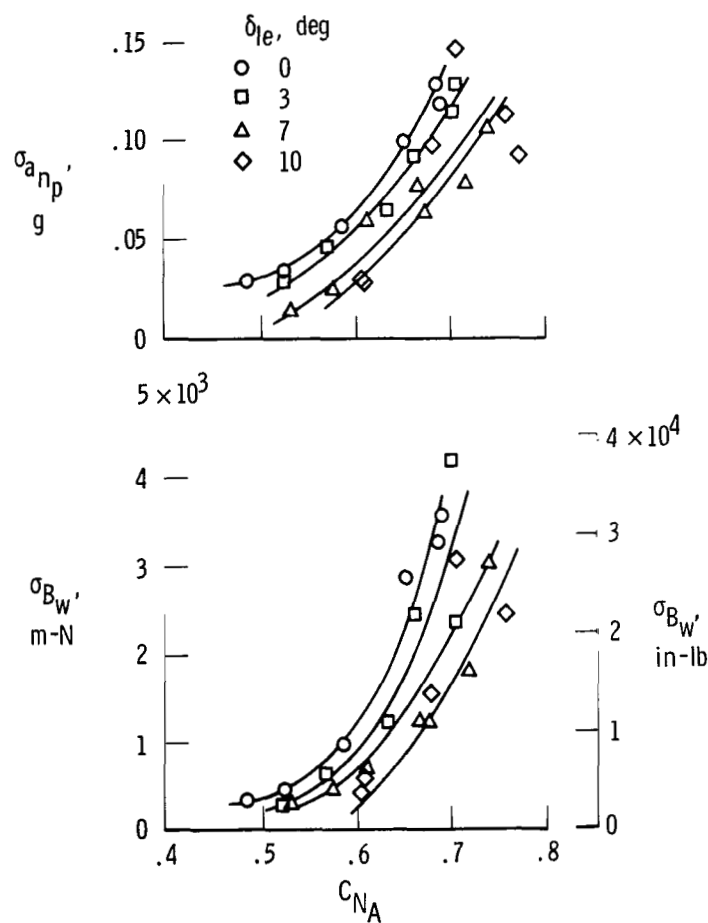 δle, deg
0
3
7
10
.15
.10
.05
0
σanp,
g
5 × 10³
4
3
2
1
0
σBw,
m-N
4 × 10⁴
3
2
1
0
σBw,
in-lb
.4 .5 .6 .7 .8
CNA